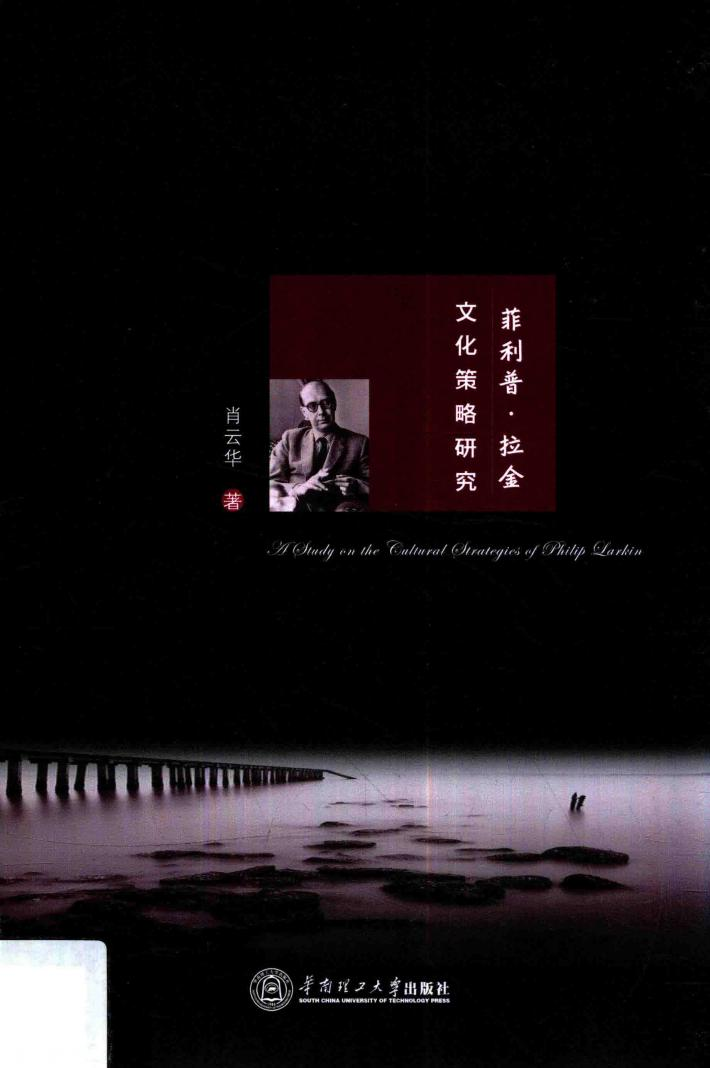 菲利普·拉金
文化策略研究
肖云华
著
A Study on the Cultural Strategies of Philip Larkin
华南理工大学出版社
SOUTH CHINA UNIVERSITY OF TECHNOLOGY PRESS